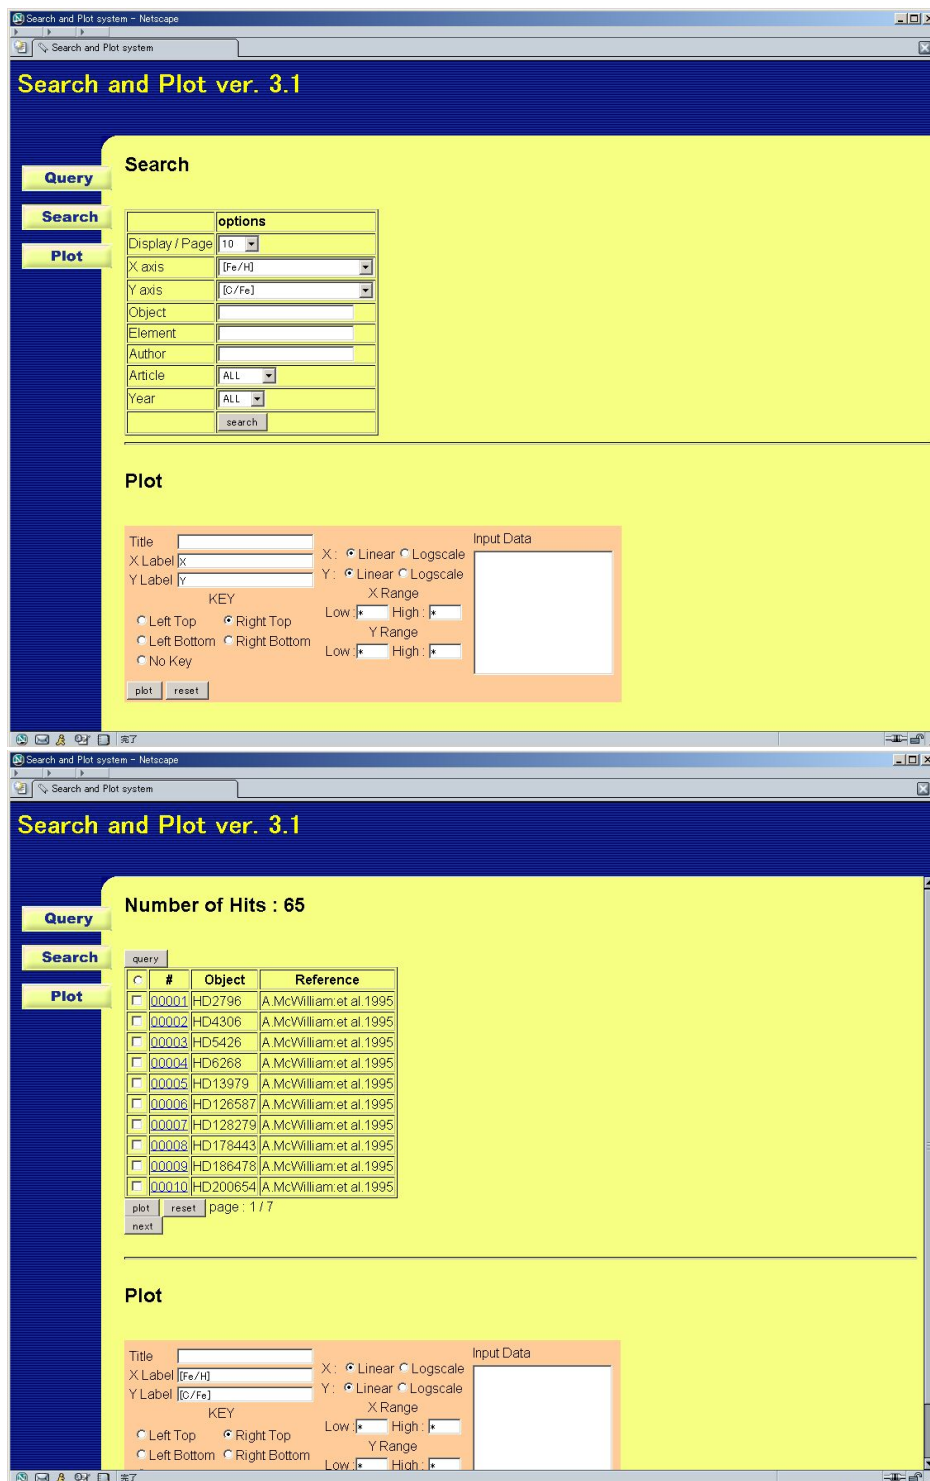 Search and Plot system - Netscape
Search and Plot system
Search and Plot ver. 3.1
Query
Search
Plot
Search
options
Display / Page 10
X axis [Fe/H]
Y axis [C/Fe]
Object
Element
Author
Article ALL
Year ALL
search
Plot
Title
X Label X
Y Label Y
KEY
Left Top Right Top
Left Bottom Right Bottom
No Key
X : Linear Logscale
Y : Linear Logscale
X Range
Low : * High : *
Y Range
Low : * High : *
Input Data
plot reset
完了
Search and Plot system - Netscape
Search and Plot system
Search and Plot ver. 3.1
Query
Search
Plot
Number of Hits : 65
query
# Object Reference
00001 HD2796 A.McWilliam:et al.1995
00002 HD4306 A.McWilliam:et al.1995
00003 HD5426 A.McWilliam:et al.1995
00004 HD6268 A.McWilliam:et al.1995
00005 HD13979 A.McWilliam:et al.1995
00006 HD126587 A.McWilliam:et al.1995
00007 HD128279 A.McWilliam:et al.1995
00008 HD178443 A.McWilliam:et al.1995
00009 HD186478 A.McWilliam:et al.1995
00010 HD200654 A.McWilliam:et al.1995
plot reset page : 1 / 7
next
Plot
Title
X Label [Fe/H]
Y Label [C/Fe]
KEY
Left Top Right Top
Left Bottom Right Bottom
X : Linear Logscale
Y : Linear Logscale
X Range
Low : * High : *
Y Range
Low : * High : *
Input Data
完了